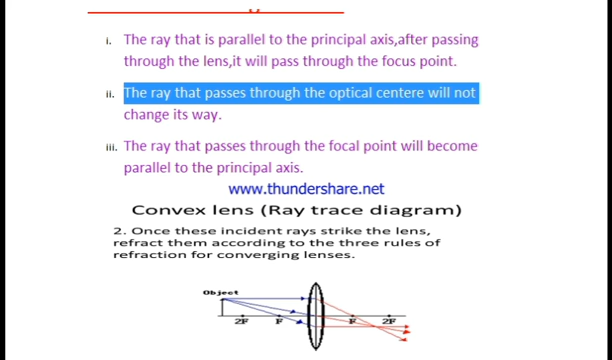 i. The ray that is parallel to the principal axis,after passing
through the lens,it will pass through the focus point.
ii. The ray that passes through the optical centere will not
change its way.
iii. The ray that passes through the focal point will become
parallel to the principal axis.
www.thundershare.net
Convex lens (Ray trace diagram)
2. Once these incident rays strike the lens,
refract them according to the three rules of
refraction for converging lenses.
Object
2F F F 2F